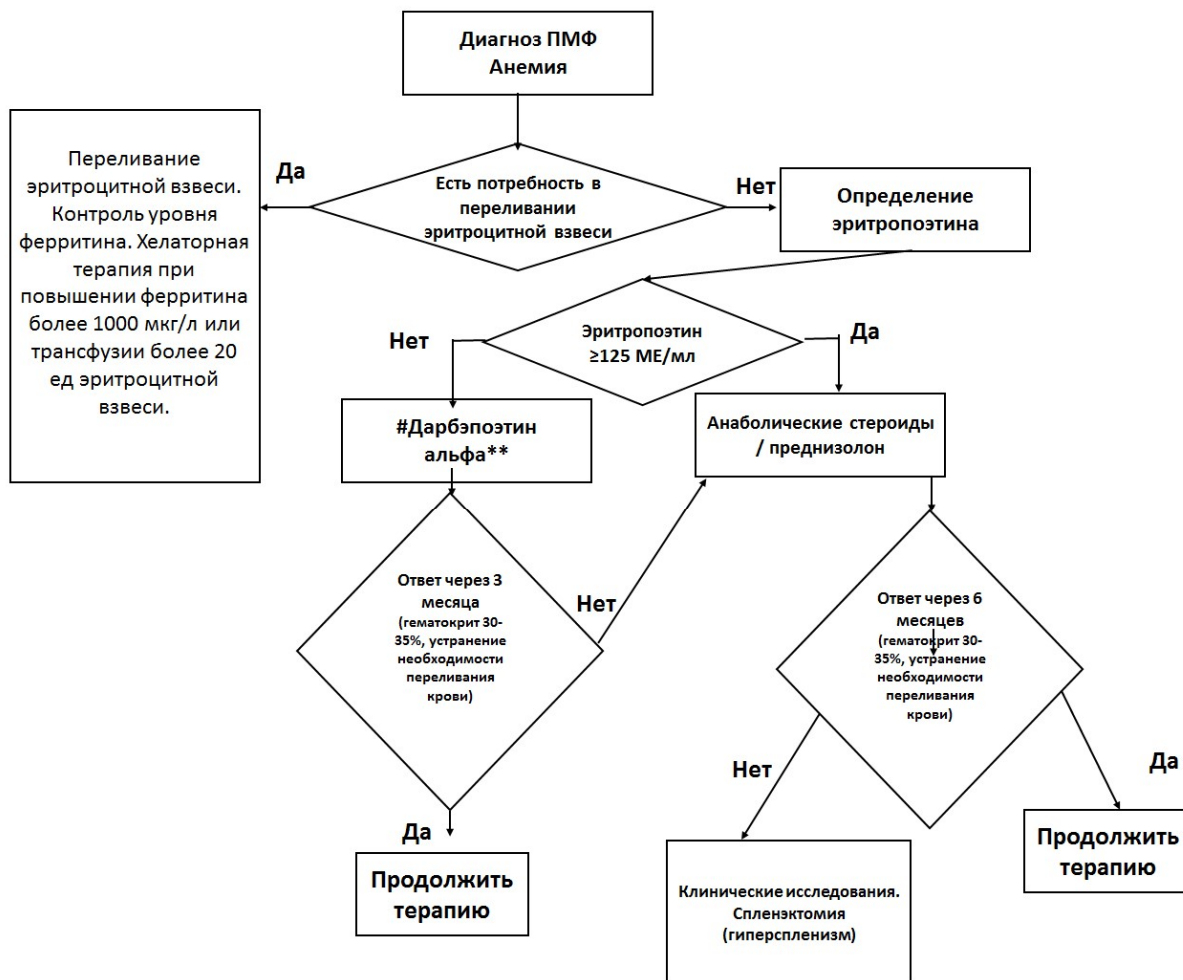 Диагноз ПМФ
Анемия
Переливание
эритроцитной взвеси.
Контроль уровня
ферритина. Хелаторная
терапия при
повышении ферритина
более 1000 мкг/л или
трансфузии более 20
ед эритроцитной
взвеси.
Да
Есть потребность в
переливании
эритроцитной взвеси
Нет
Определение
эритропоэтина
Нет
Эритропоэтин
≥125 МЕ/мл
Да
#Дарбэпоэтин
альфа**
Анаболические стероиды
/ преднизолон
Ответ через 3
месяца
(гематокрит 30-
35%, устранение
необходимости
переливания
крови)
Нет
Ответ через 6
месяцев
(гематокрит 30-
35%, устранение
необходимости
переливания
крови)
Да
Продолжить
терапию
Нет
Клинические исследования.
Спленэктомия
(гиперспленизм)
Да
Продолжить
терапию